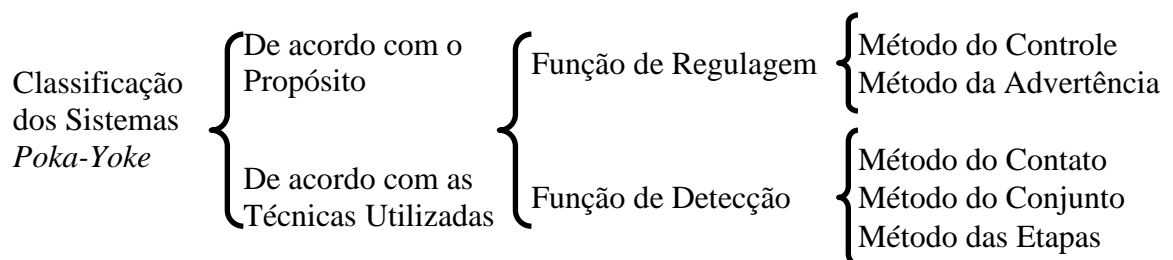 Classificação
dos Sistemas
Poka-Yoke
De acordo com o
Propósito
De acordo com as
Técnicas Utilizadas
Função de Regulagem
Função de Detecção
Método do Controle
Método da Advertência
Método do Contato
Método do Conjunto
Método das Etapas